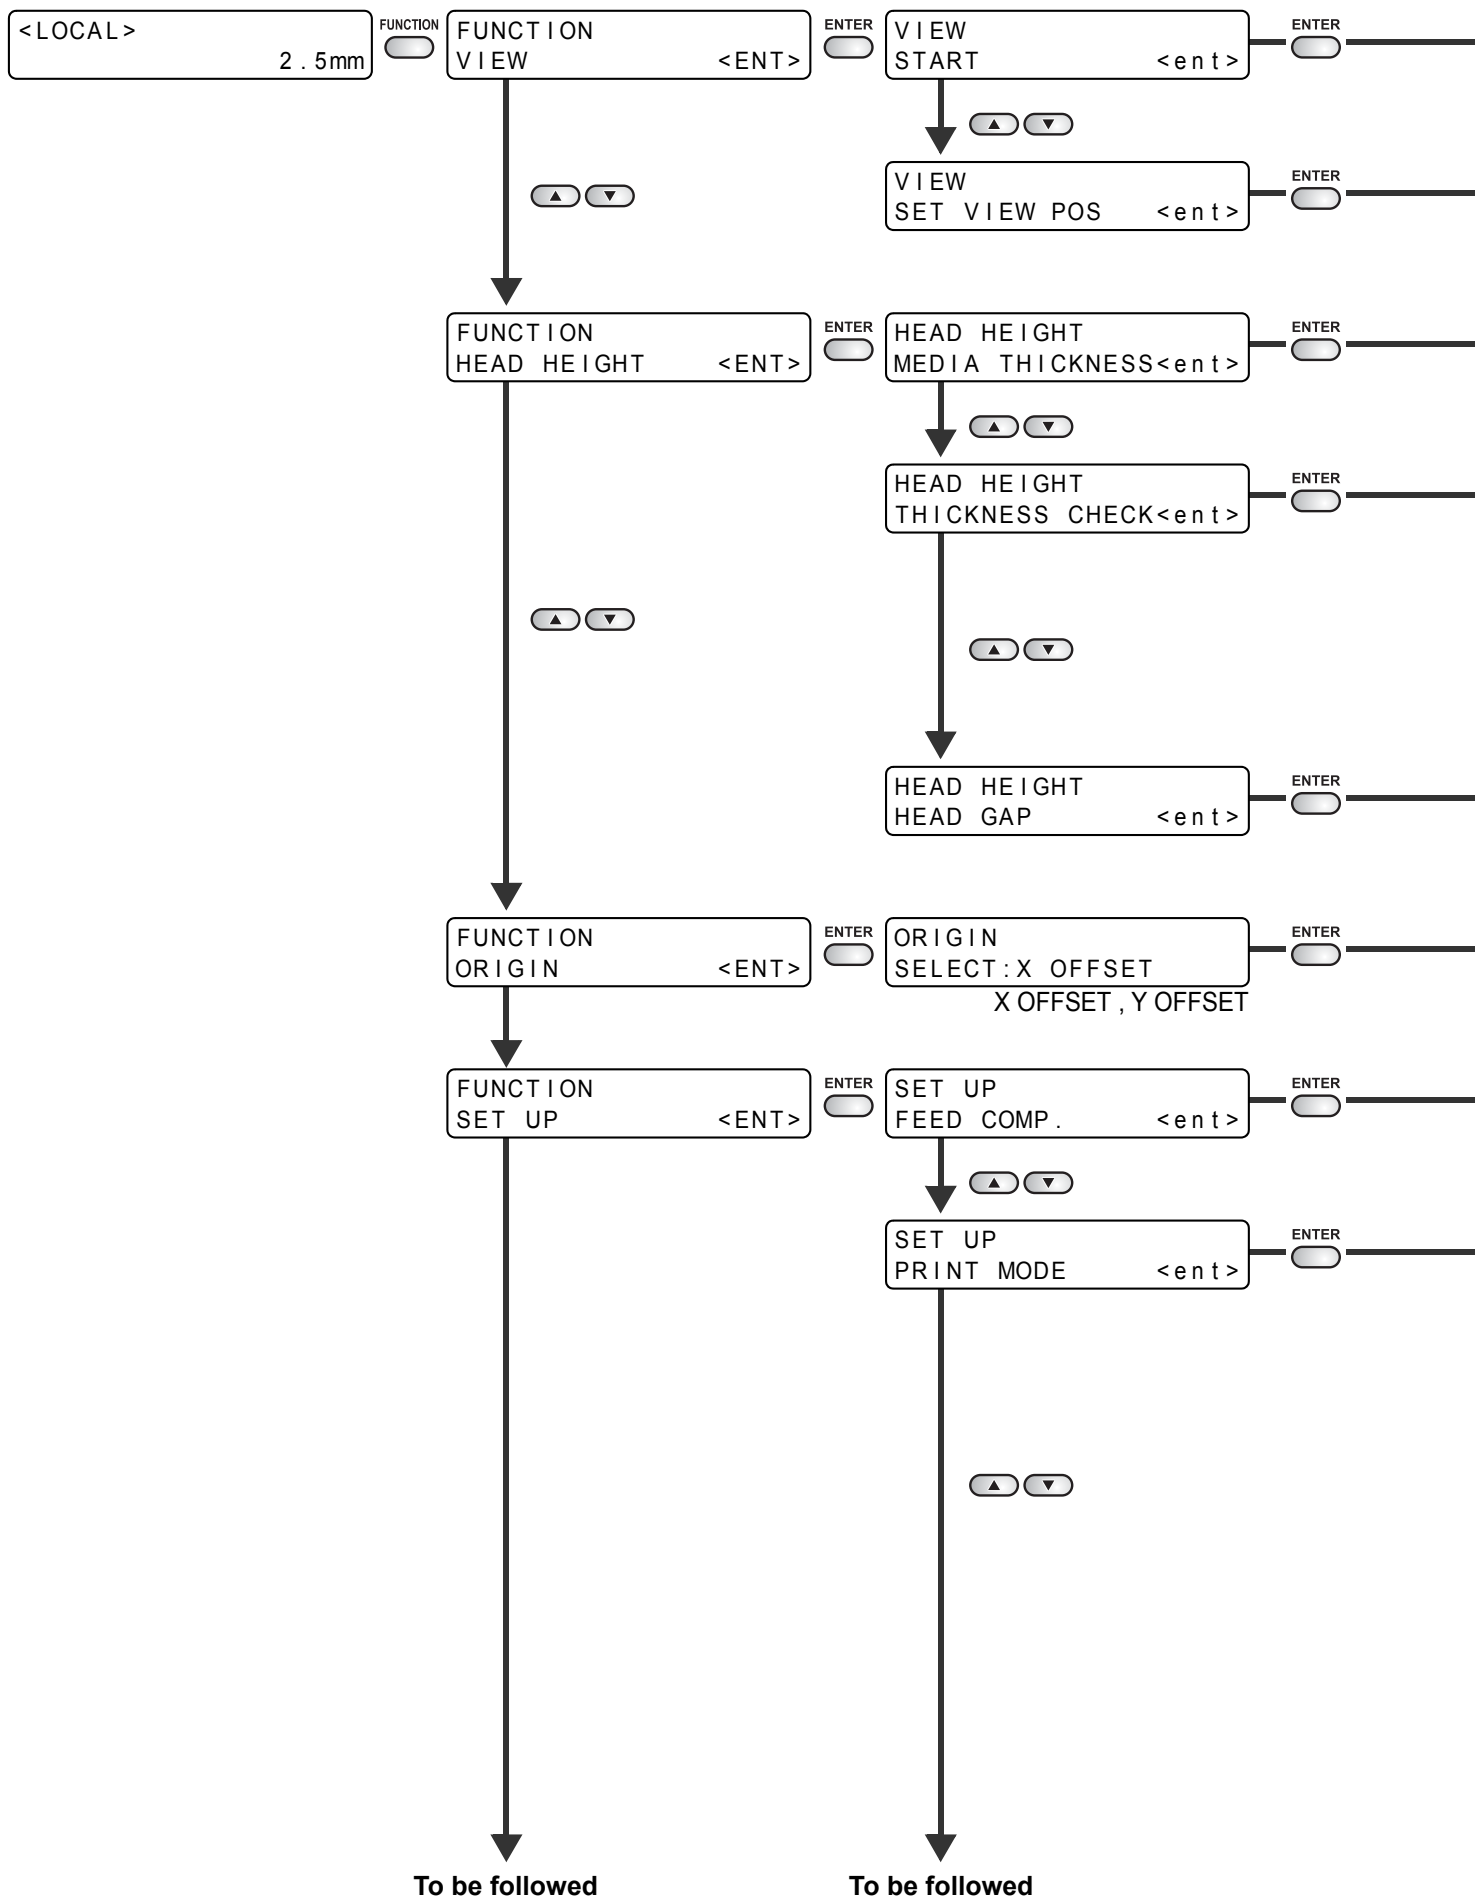 <LOCAL>
2.5mm
FUNCTION
FUNCTION
VIEW <ENT>
ENTER
VIEW
START <ent>
ENTER
VIEW
SET VIEW POS <ent>
ENTER
FUNCTION
HEAD HEIGHT <ENT>
ENTER
HEAD HEIGHT
MEDIA THICKNESS<ent>
ENTER
HEAD HEIGHT
THICKNESS CHECK<ent>
ENTER
HEAD HEIGHT
HEAD GAP <ent>
ENTER
FUNCTION
ORIGIN <ENT>
ENTER
ORIGIN
SELECT:X OFFSET
ENTER
X OFFSET , Y OFFSET
FUNCTION
SET UP <ENT>
ENTER
SET UP
FEED COMP. <ent>
ENTER
SET UP
PRINT MODE <ent>
ENTER
To be followed
To be followed